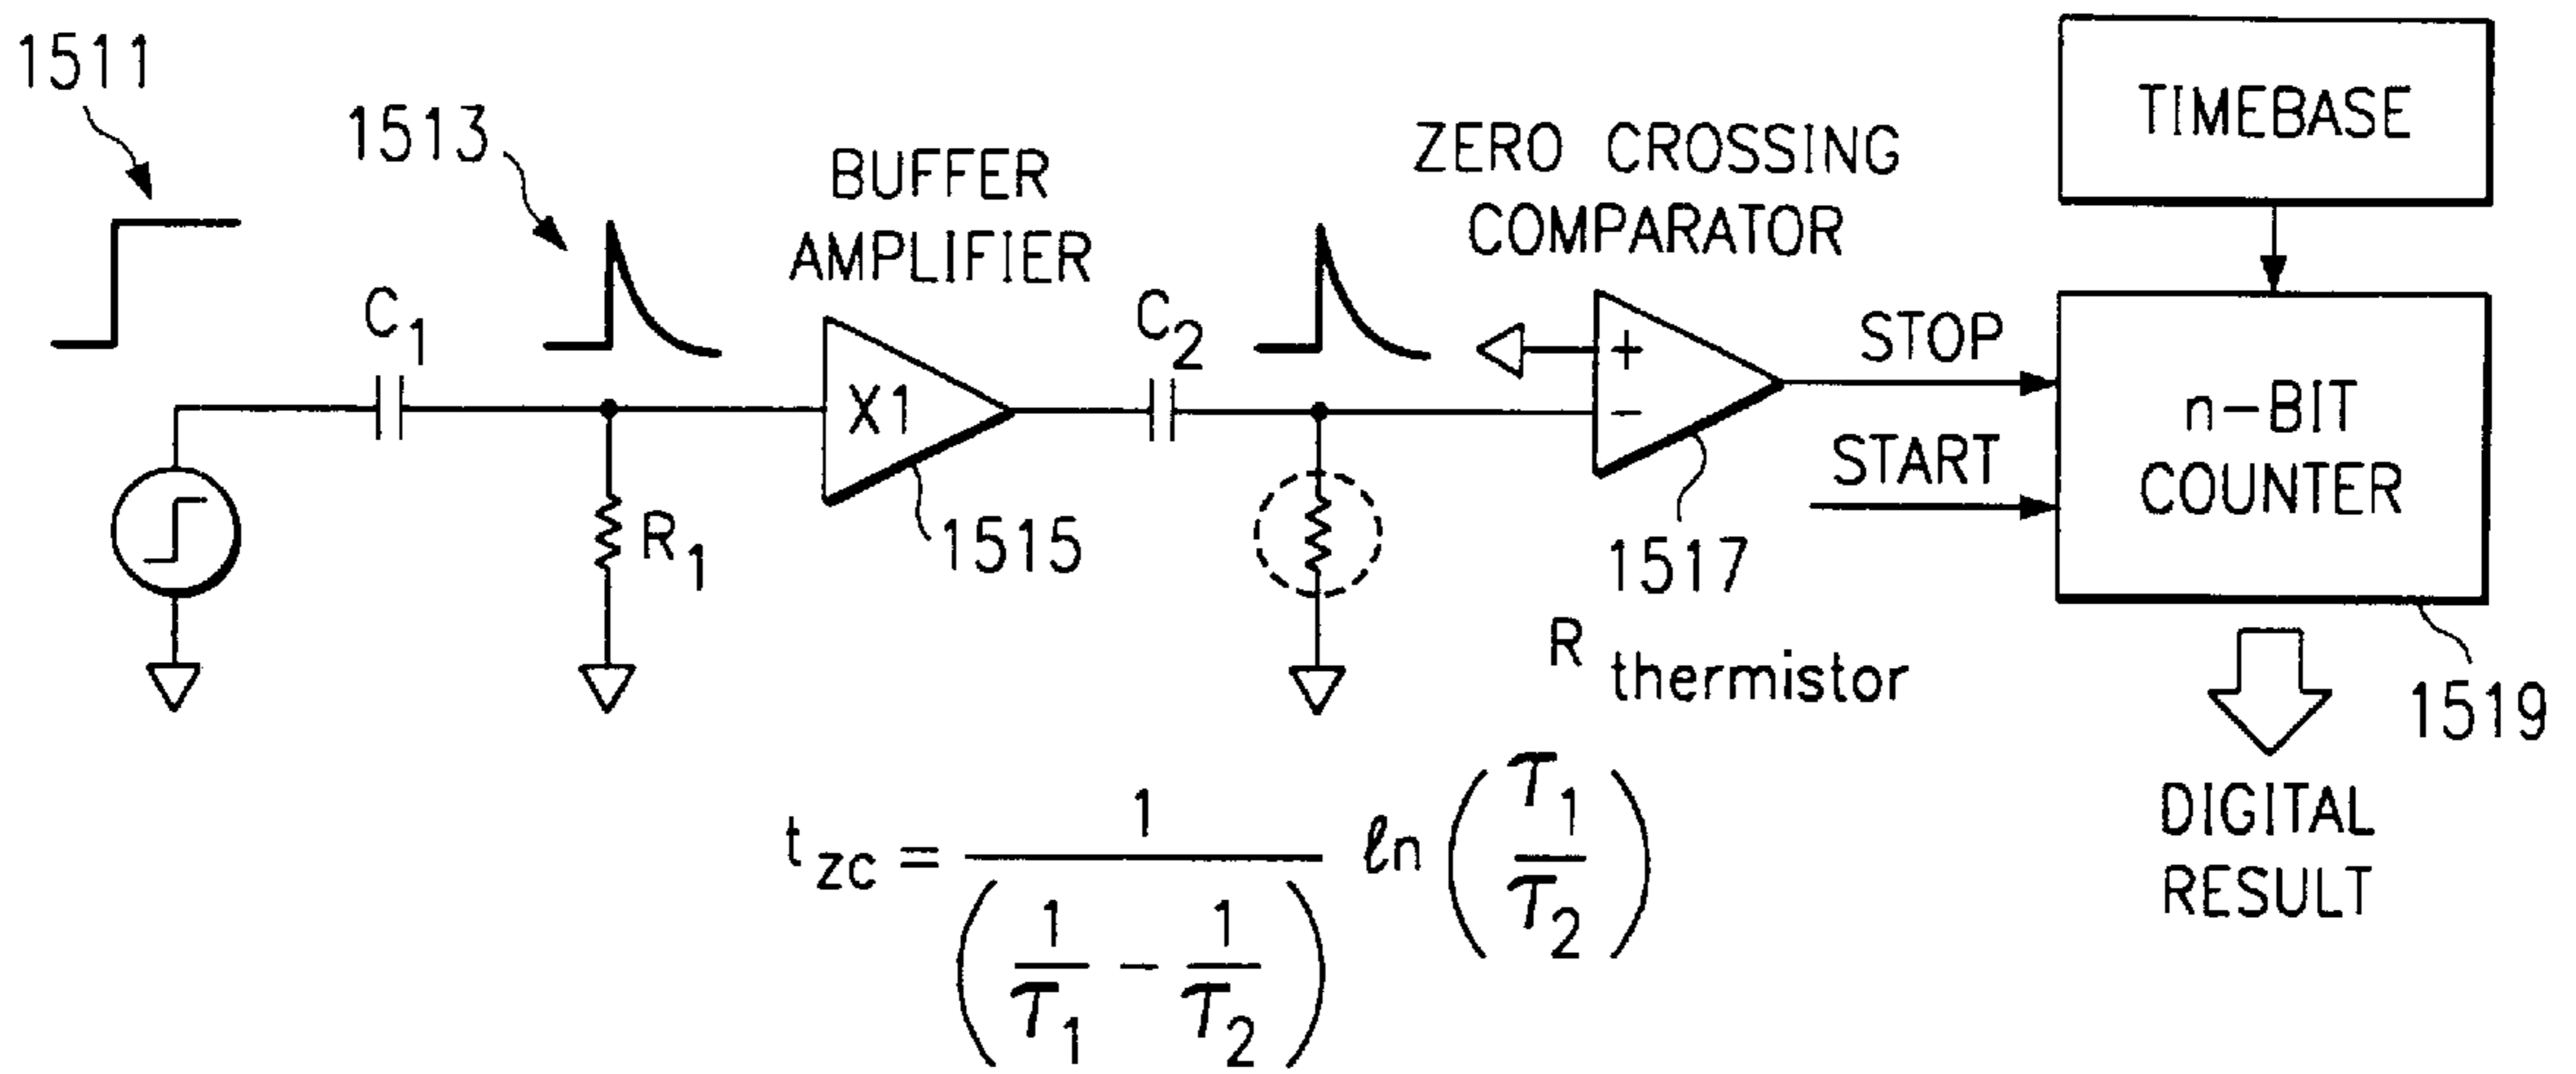 1511
1513
BUFFER
AMPLIFIER
ZERO CROSSING
COMPARATOR
TIMEBASE
C1
C2
X1
+
−
STOP
START
n-BIT
COUNTER
R1
1515
1517
R thermistor
1519
DIGITAL
RESULT
t_zc = 1 / (1/τ1 − 1/τ2) ln (τ1/τ2)